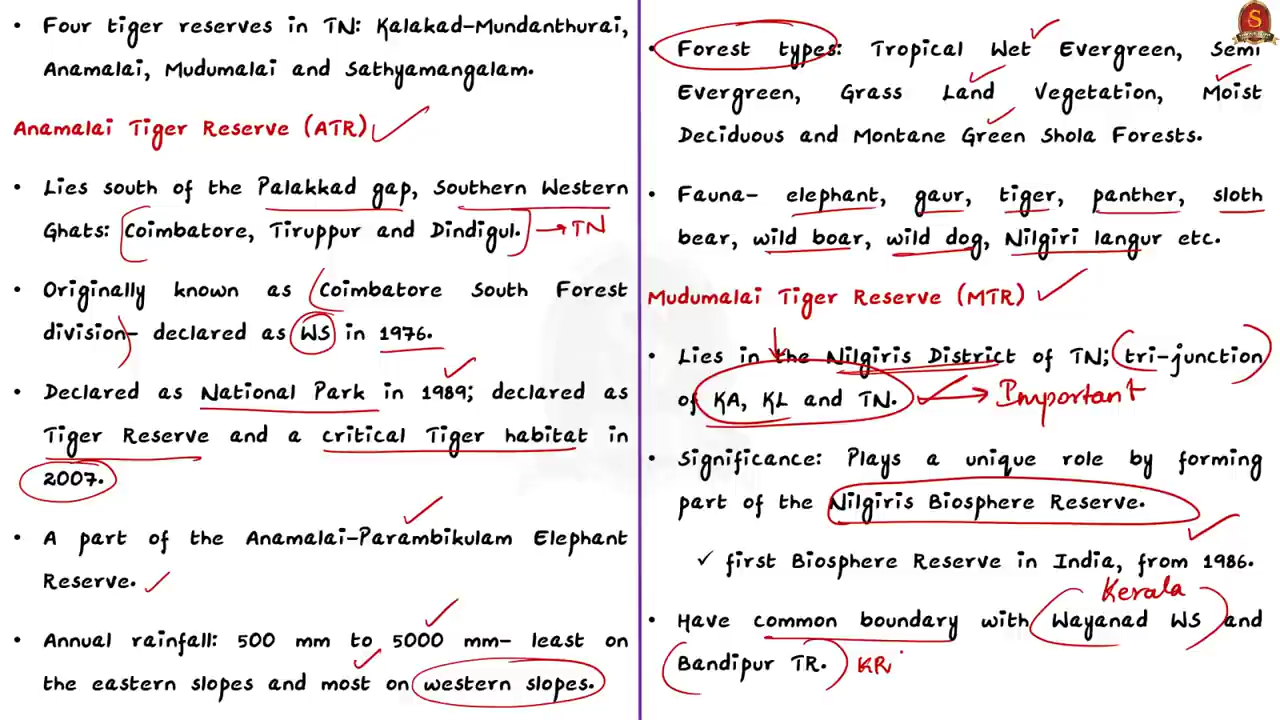 • Four tiger reserves in TN: Kalakad-Mundanthurai,
Anamalai, Mudumalai and Sathyamangalam.
Anamalai Tiger Reserve (ATR)
• Lies south of the Palakkad gap, Southern Western
Ghats: Coimbatore, Tiruppur and Dindigul. → TN
• Originally known as Coimbatore South Forest
division- declared as WS in 1976.
• Declared as National Park in 1989; declared as
Tiger Reserve and a critical Tiger habitat in
2007.
• A part of the Anamalai-Parambikulam Elephant
Reserve.
• Annual rainfall: 500 mm to 5000 mm- least on
the eastern slopes and most on western slopes.
• Forest types: Tropical Wet Evergreen, Semi
Evergreen, Grass Land Vegetation, Moist
Deciduous and Montane Green Shola Forests.
• Fauna- elephant, gaur, tiger, panther, sloth
bear, wild boar, wild dog, Nilgiri langur etc.
Mudumalai Tiger Reserve (MTR)
• Lies in the Nilgiris District of TN; tri-junction
of KA, KL and TN. → Important
• Significance: Plays a unique role by forming
part of the Nilgiris Biosphere Reserve.
✓ first Biosphere Reserve in India, from 1986.
Kerala
• Have common boundary with Wayanad WS and
Bandipur TR. KR
S